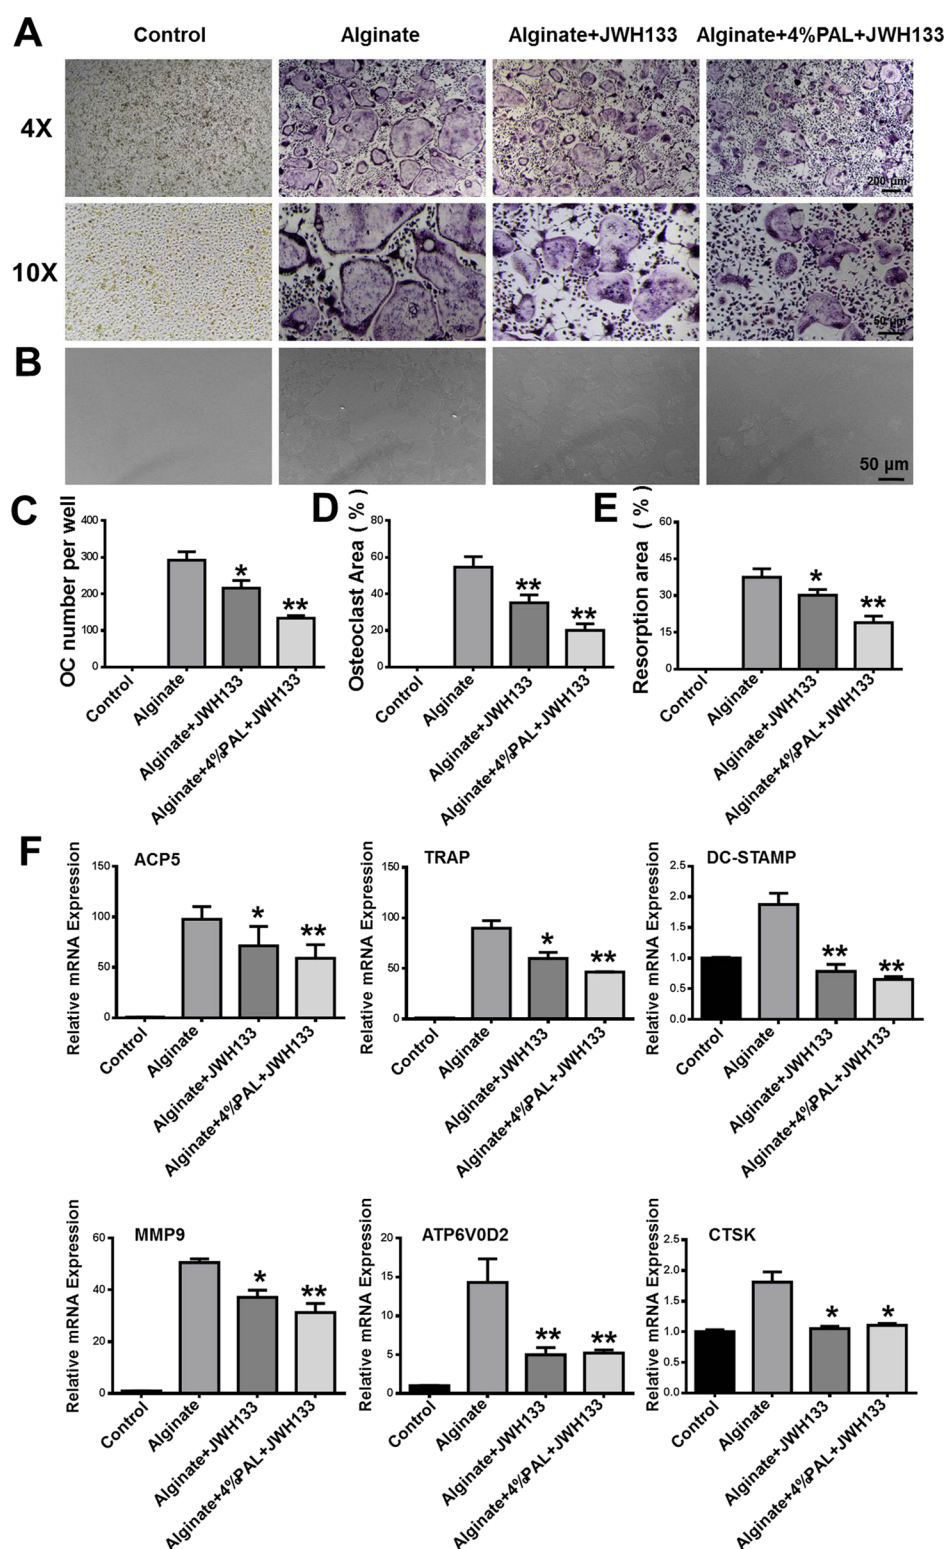 A
Control
Alginate
Alginate+JWH133
Alginate+4%PAL+JWH133
4X
200 µm
10X
50 µm
B
50 µm
C
OC number per well
400
300
200
100
0
Control
Alginate
Alginate+JWH133
Alginate+4%PAL+JWH133
*
**
D
Osteoclast Area ( % )
80
60
40
20
0
Control
Alginate
Alginate+JWH133
Alginate+4%PAL+JWH133
**
**
E
Resorption area ( % )
60
45
30
15
0
Control
Alginate
Alginate+JWH133
Alginate+4%PAL+JWH133
*
**
F
ACP5
Relative mRNA Expression
150
100
50
0
Control
Alginate
Alginate+JWH133
Alginate+4%PAL+JWH133
*
**
TRAP
Relative mRNA Expression
150
100
50
0
Control
Alginate
Alginate+JWH133
Alginate+4%PAL+JWH133
*
**
DC-STAMP
Relative mRNA Expression
2.5
2.0
1.5
1.0
0.5
0.0
Control
Alginate
Alginate+JWH133
Alginate+4%PAL+JWH133
**
**
MMP9
Relative mRNA Expression
60
40
20
0
Control
Alginate
Alginate+JWH133
Alginate+4%PAL+JWH133
*
**
ATP6V0D2
Relative mRNA Expression
20
15
10
5
0
Control
Alginate
Alginate+JWH133
Alginate+4%PAL+JWH133
**
**
CTSK
Relative mRNA Expression
2.5
2.0
1.5
1.0
0.5
0.0
Control
Alginate
Alginate+JWH133
Alginate+4%PAL+JWH133
*
*